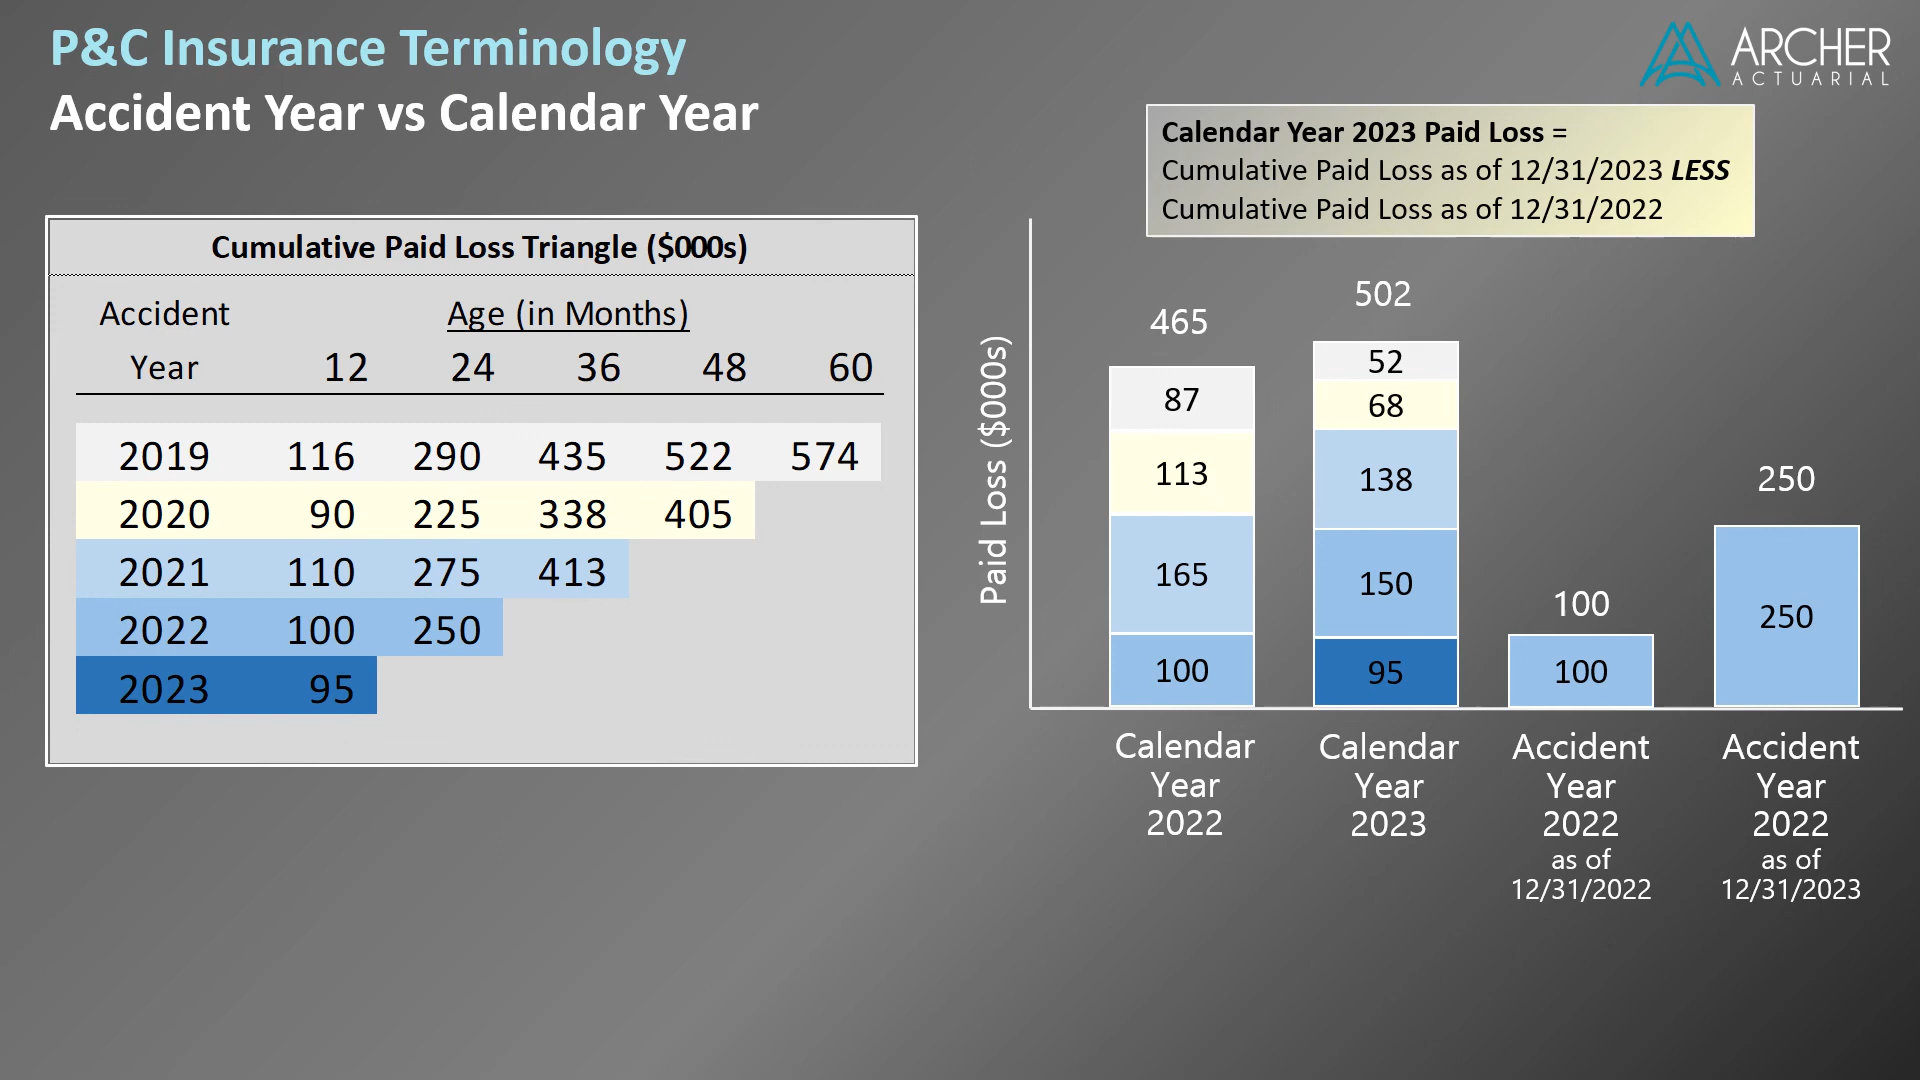 P&C Insurance Terminology
Accident Year vs Calendar Year
ARCHER
ACTUARIAL
Calendar Year 2023 Paid Loss =
Cumulative Paid Loss as of 12/31/2023 LESS
Cumulative Paid Loss as of 12/31/2022
Cumulative Paid Loss Triangle ($000s)
Accident Age (in Months)
Year 12 24 36 48 60
2019 116 290 435 522 574
2020 90 225 338 405
2021 110 275 413
2022 100 250
2023 95
Paid Loss ($000s)
465
87
113
165
100
Calendar
Year
2022
502
52
68
138
150
95
Calendar
Year
2023
100
100
Accident
Year
2022
as of
12/31/2022
250
250
Accident
Year
2022
as of
12/31/2023